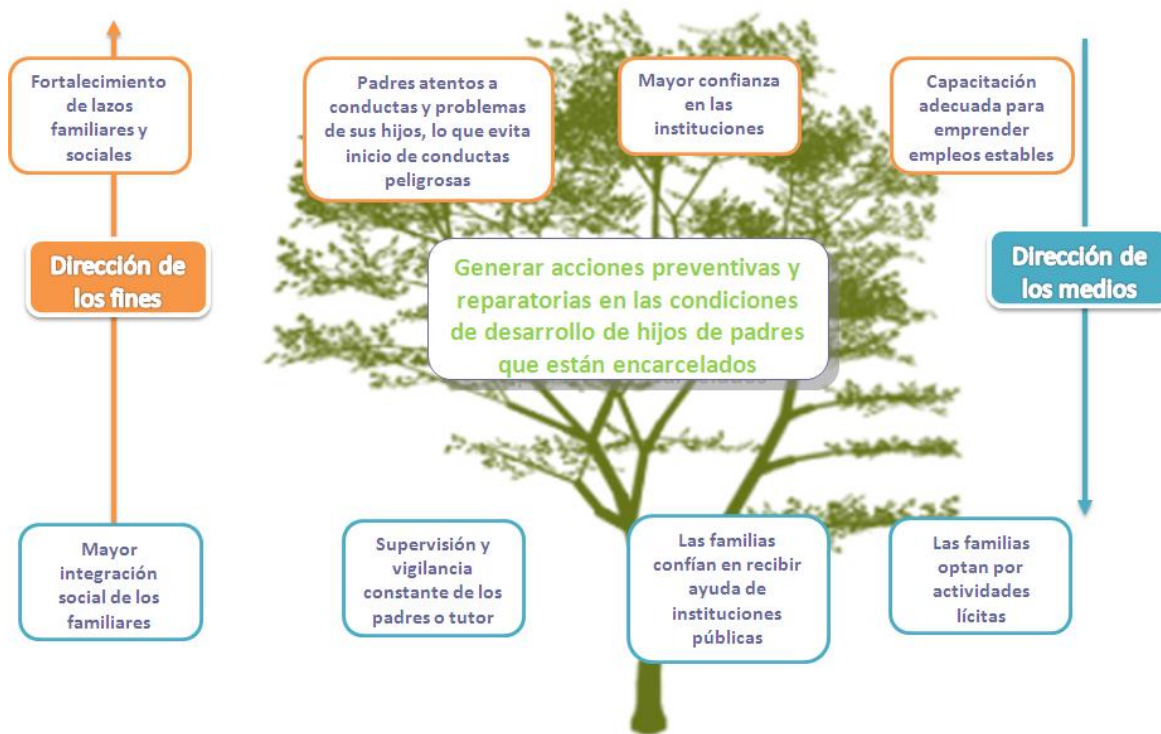 Fortalecimiento
de lazos
familiares y
sociales
Padres atentos a
conductas y problemas
de sus hijos, lo que evita
inicio de conductas
peligrosas
Mayor confianza
en las
instituciones
Capacitación
adecuada para
emprender
empleos estables
Dirección de
los fines
Generar acciones preventivas y
reparatorias en las condiciones
de desarrollo de hijos de padres
que están encarcelados
Dirección de
los medios
Mayor
integración
social de los
familiares
Supervisión y
vigilancia
constante de los
padres o tutor
Las familias
confían en recibir
ayuda de
instituciones
públicas
Las familias
optan por
actividades
lícitas